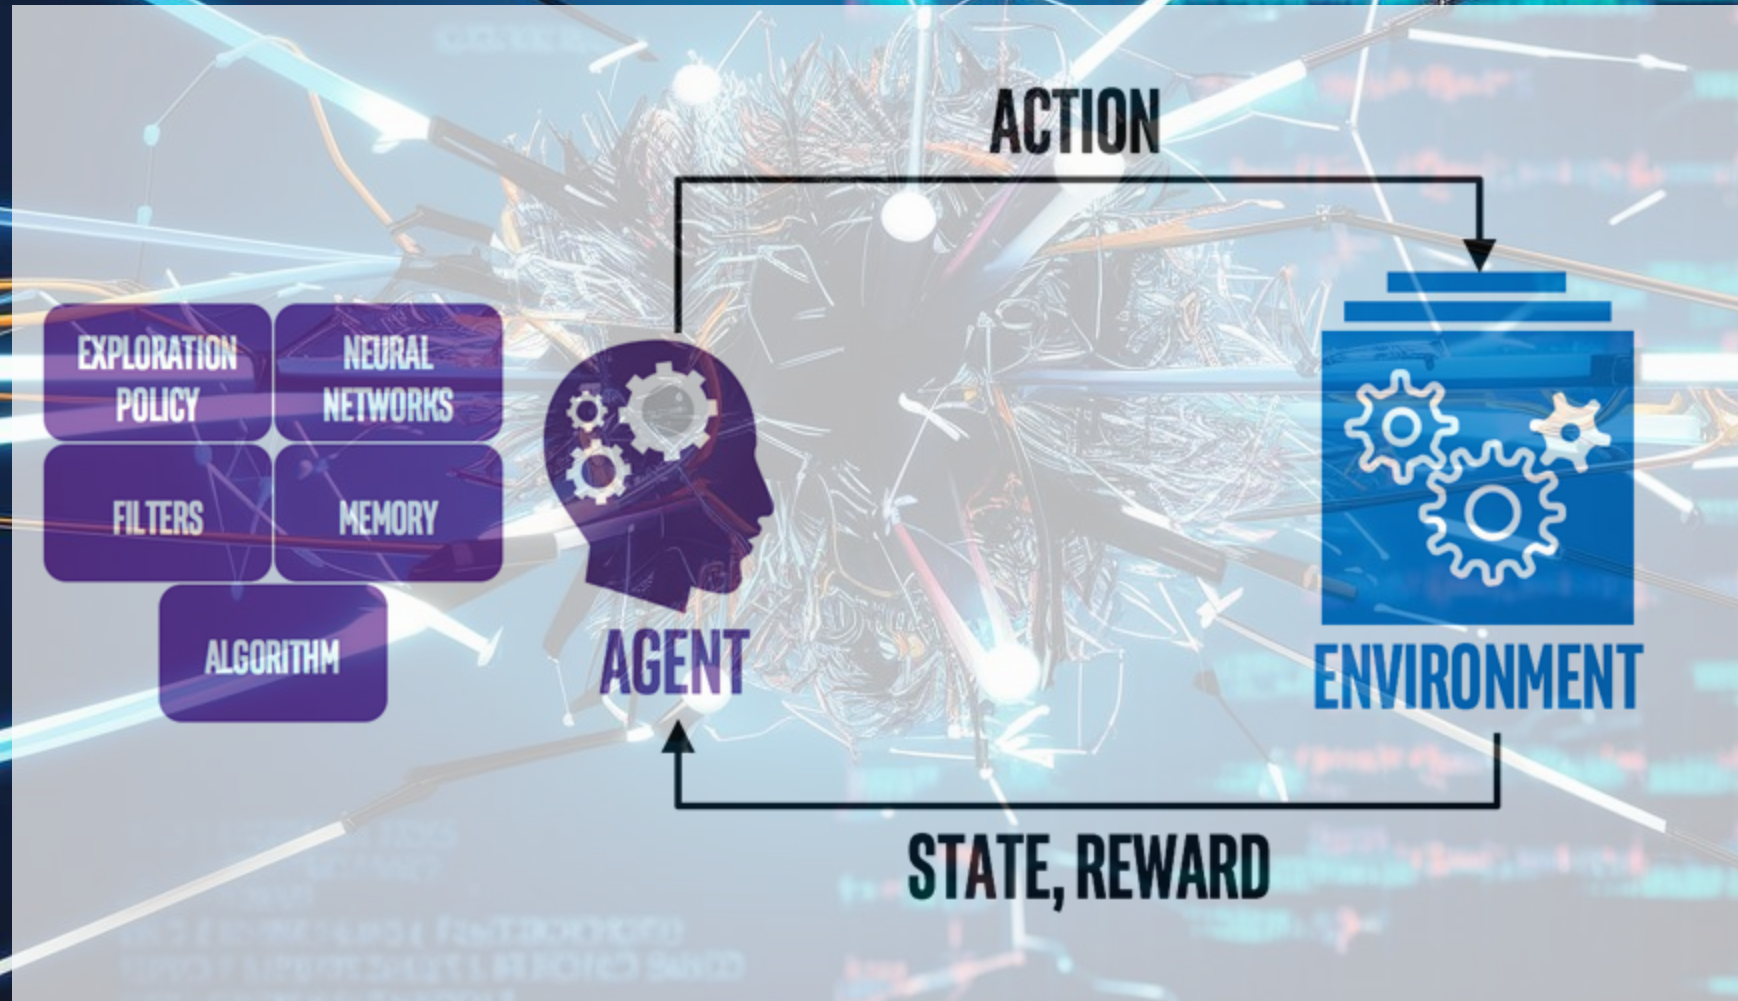 ACTION
EXPLORATION
POLICY
NEURAL
NETWORKS
FILTERS
MEMORY
ALGORITHM
AGENT
ENVIRONMENT
STATE, REWARD